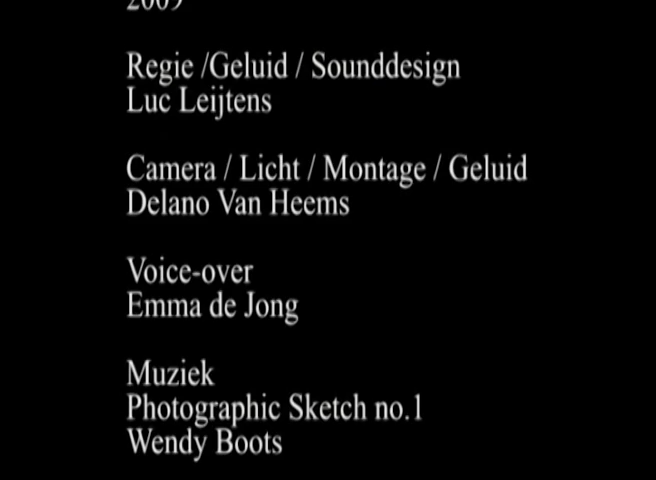 2009
Regie /Geluid / Sounddesign
Luc Leijtens
Camera / Licht / Montage / Geluid
Delano Van Heems
Voice-over
Emma de Jong
Muziek
Photographic Sketch no.1
Wendy Boots